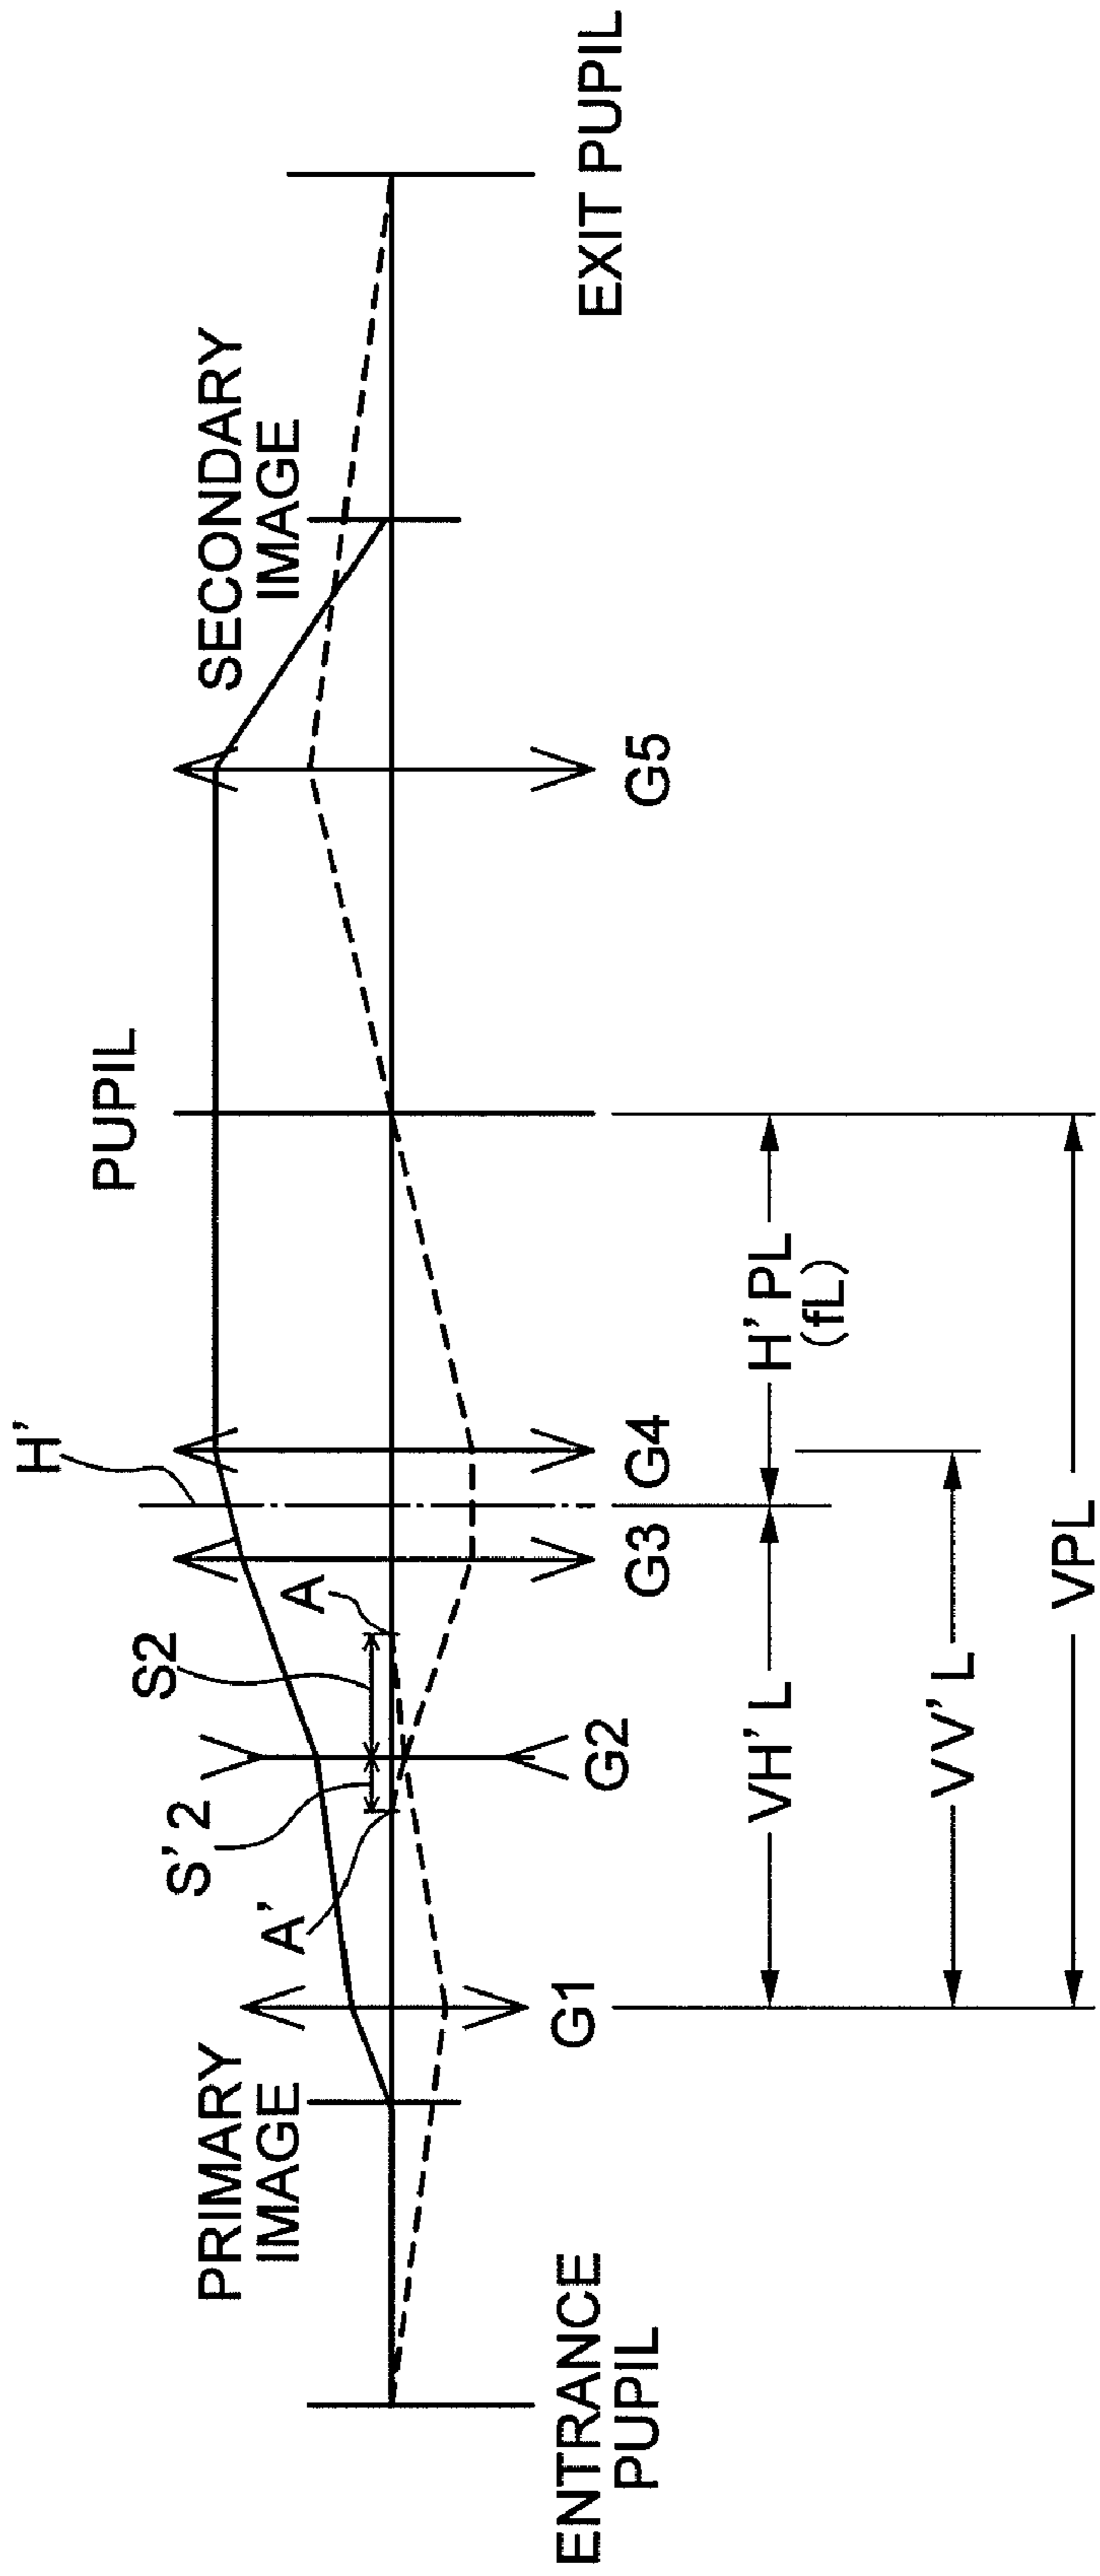 PRIMARY
IMAGE
SECONDARY
IMAGE
PUPIL
H'
S2
S' 2
A
A'
G1
G2
G3
G4
G5
ENTRANCE
PUPIL
EXIT PUPIL
VH' L
H' PL
(fL)
VV' L
VPL